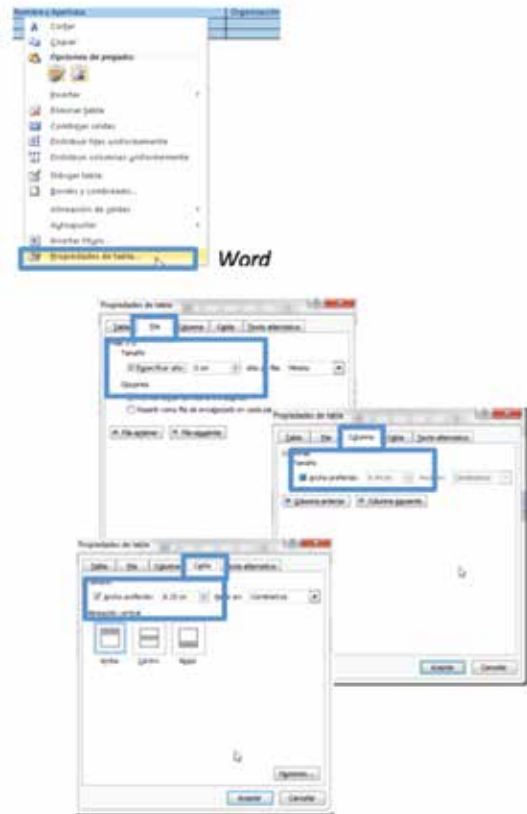 Nombre y Apellidos Organización
Cortar
Copiar
Opciones de pegado:
Insertar
Eliminar tabla
Combinar celdas
Distribuir filas uniformemente
Distribuir columnas uniformemente
Dibujar tabla
Bordes y sombreado...
Alineación de celdas
Autoajustar
Insertar título...
Propiedades de tabla...
Word
Propiedades de tabla
Tabla Fila Columna Celda Texto alternativo
Tamaño
Especificar alto: 0 cm Mínimo
Opciones
Fila anterior Fila siguiente
Propiedades de tabla
Tabla Fila Columna Celda Texto alternativo
Tamaño
Ancho preferido: Centímetros
Columna anterior Columna siguiente
Aceptar Cancelar
Propiedades de tabla
Tabla Fila Columna Celda Texto alternativo
Ancho preferido: Centímetros
Alineación vertical
Arriba Centro Abajo
Opciones...
Aceptar Cancelar